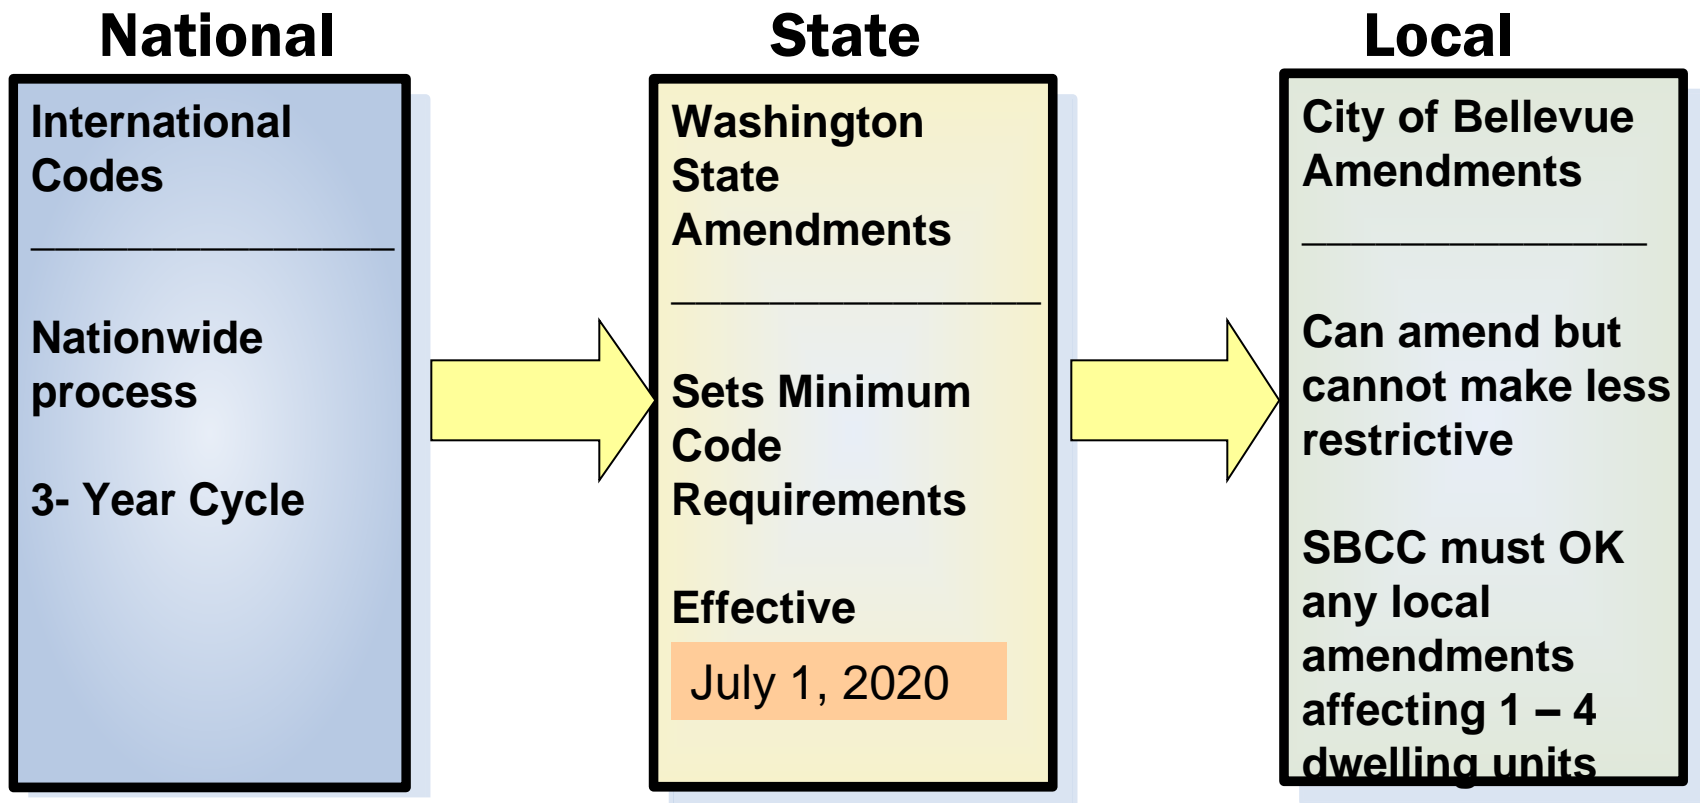 National
International
Codes
Nationwide
process
3- Year Cycle
State
Washington
State
Amendments
Sets Minimum
Code
Requirements
Effective
July 1, 2020
Local
City of Bellevue
Amendments
Can amend but
cannot make less
restrictive
SBCC must OK
any local
amendments
affecting 1 – 4
dwelling units